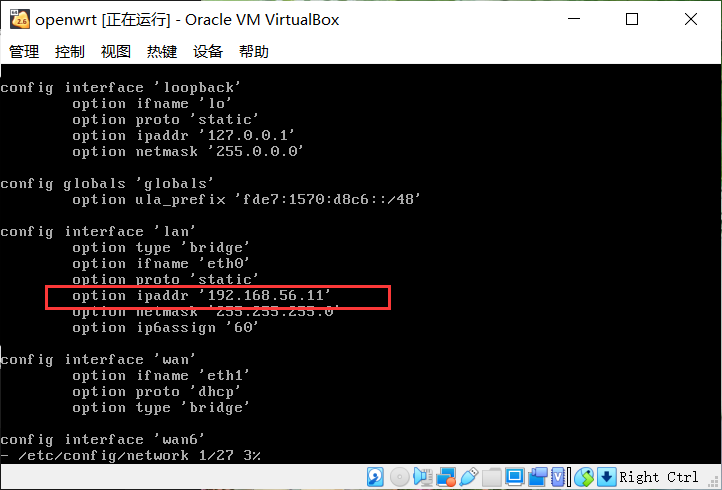 2.6
openwrt [正在运行] - Oracle VM VirtualBox
管理 控制 视图 热键 设备 帮助
config interface 'loopback'
option ifname 'lo'
option proto 'static'
option ipaddr '127.0.0.1'
option netmask '255.0.0.0'
config globals 'globals'
option ula_prefix 'fde7:1570:d8c6::/48'
config interface 'lan'
option type 'bridge'
option ifname 'eth0'
option proto 'static'
option ipaddr '192.168.56.11'
option netmask '255.255.255.0'
option ip6assign '60'
config interface 'wan'
option ifname 'eth1'
option proto 'dhcp'
option type 'bridge'
config interface 'wan6'
- /etc/config/network 1/27 3%
Right Ctrl